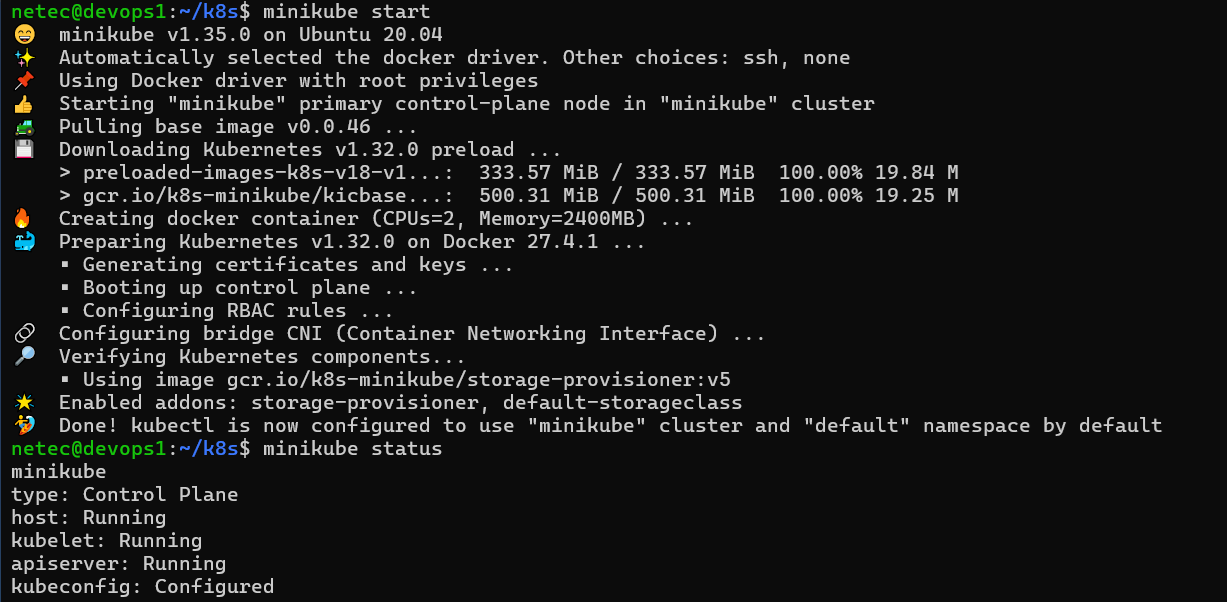 netec@devops1:~/k8s$ minikube start
😄 minikube v1.35.0 on Ubuntu 20.04
✨ Automatically selected the docker driver. Other choices: ssh, none
📌 Using Docker driver with root privileges
👍 Starting "minikube" primary control-plane node in "minikube" cluster
🚜 Pulling base image v0.0.46 ...
💾 Downloading Kubernetes v1.32.0 preload ...
> preloaded-images-k8s-v18-v1...: 333.57 MiB / 333.57 MiB 100.00% 19.84 M
> gcr.io/k8s-minikube/kicbase...: 500.31 MiB / 500.31 MiB 100.00% 19.25 M
🔥 Creating docker container (CPUs=2, Memory=2400MB) ...
🐳 Preparing Kubernetes v1.32.0 on Docker 27.4.1 ...
▪ Generating certificates and keys ...
▪ Booting up control plane ...
▪ Configuring RBAC rules ...
🔗 Configuring bridge CNI (Container Networking Interface) ...
🔎 Verifying Kubernetes components...
▪ Using image gcr.io/k8s-minikube/storage-provisioner:v5
🌟 Enabled addons: storage-provisioner, default-storageclass
🏄 Done! kubectl is now configured to use "minikube" cluster and "default" namespace by default
netec@devops1:~/k8s$ minikube status
minikube
type: Control Plane
host: Running
kubelet: Running
apiserver: Running
kubeconfig: Configured